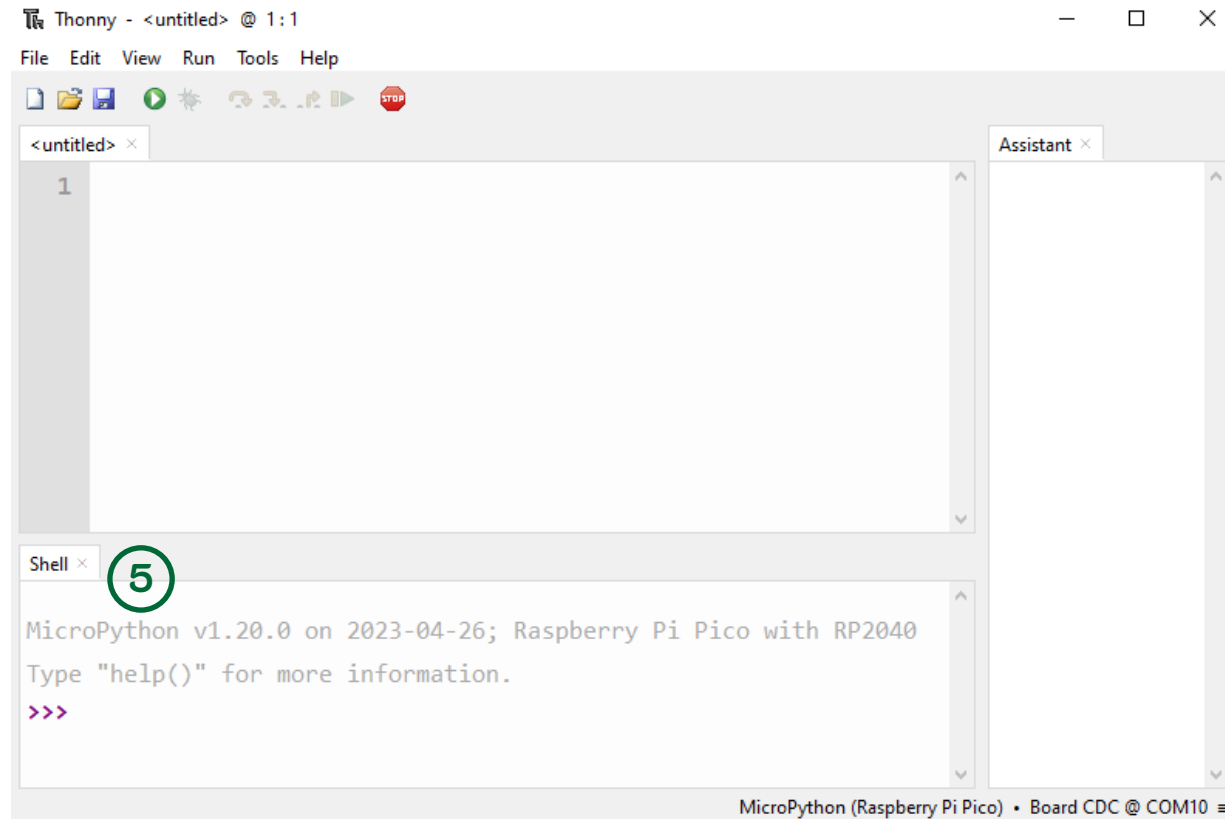 Thonny - <untitled> @ 1:1
File Edit View Run Tools Help
STOP
<untitled>
Assistant
1
Shell
5
MicroPython v1.20.0 on 2023-04-26; Raspberry Pi Pico with RP2040
Type "help()" for more information.
>>>
MicroPython (Raspberry Pi Pico) • Board CDC @ COM10 ≡